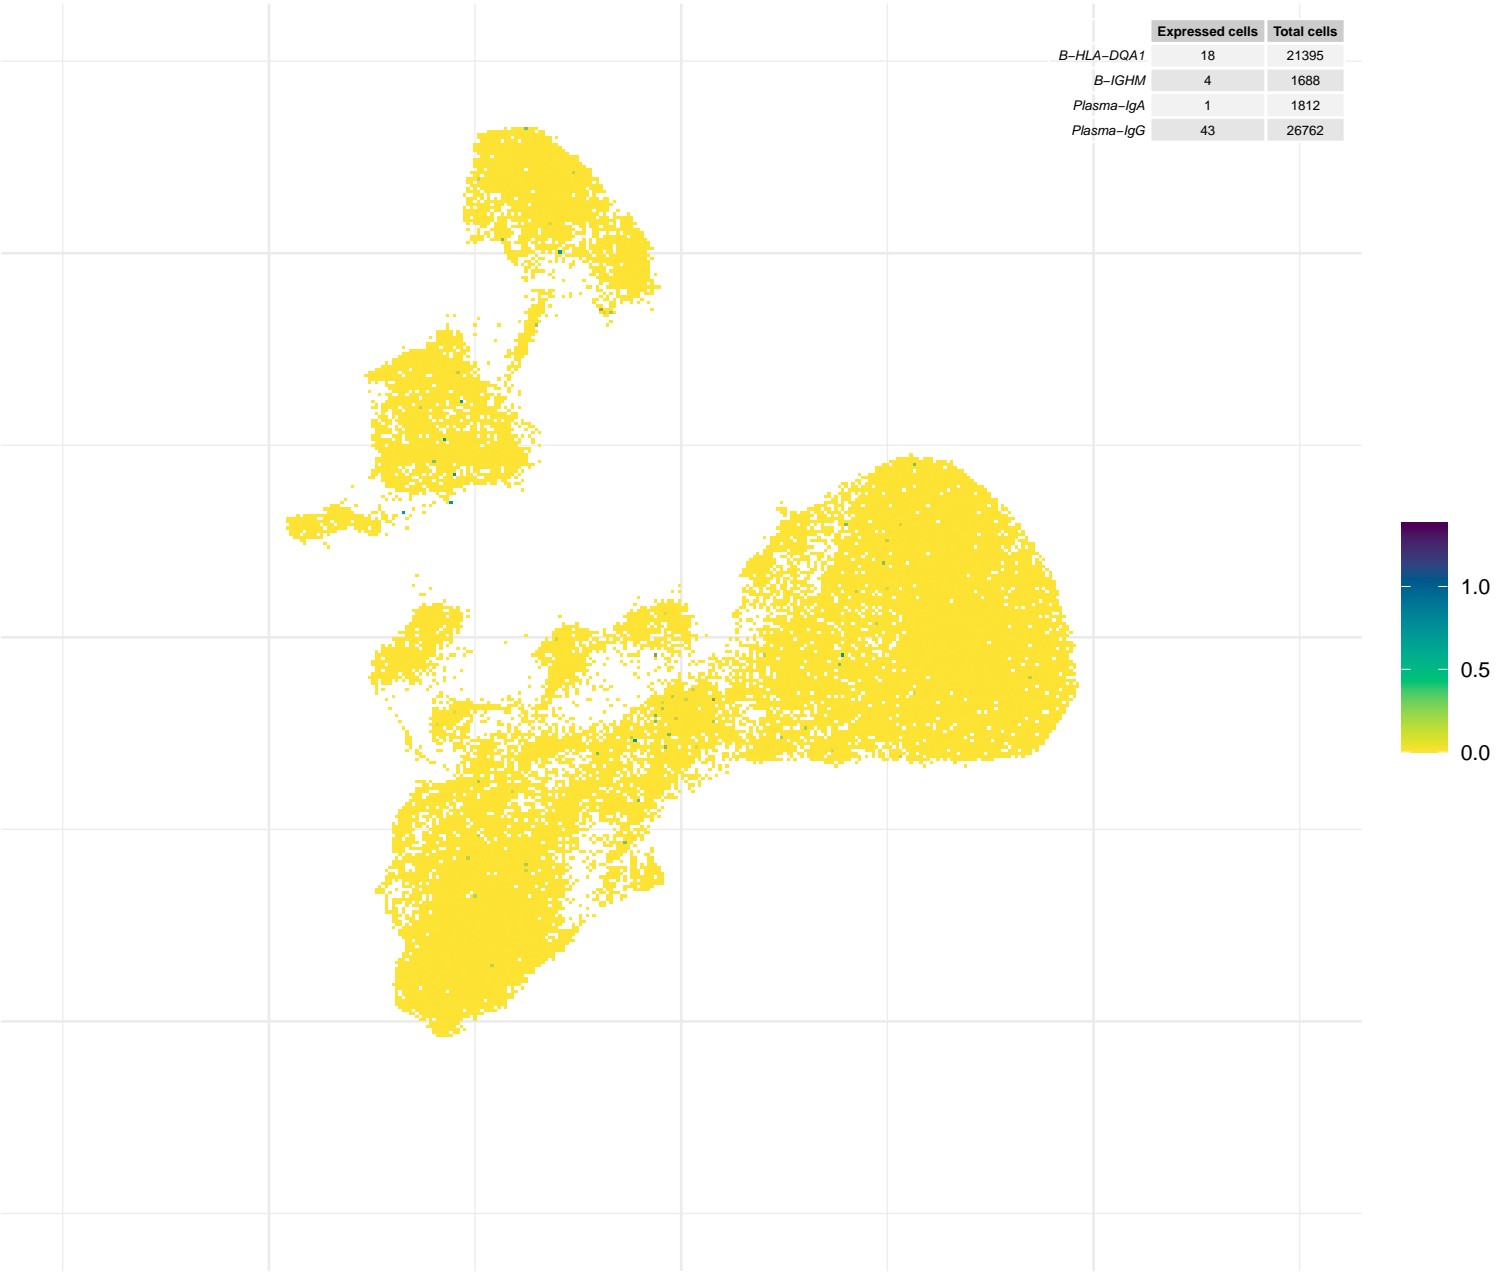 Expressed cells Total cells
B−HLA−DQA1 18 21395
B−IGHM 4 1688
Plasma−IgA 1 1812
Plasma−IgG 43 26762
1.0
0.5
0.0